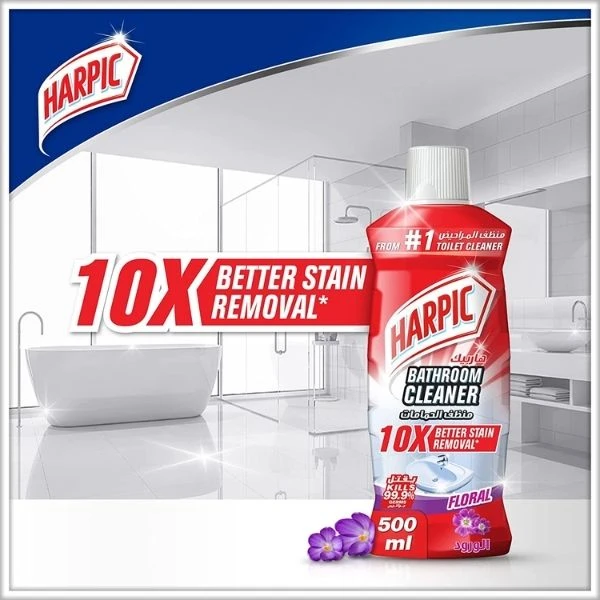 HARPIC
10X BETTER STAIN
REMOVAL*
منظف المراحيض
FROM #1 TOILET CLEANER
HARPIC
هاربيك
BATHROOM
CLEANER
منظف الحمامات
10X BETTER STAIN
REMOVAL*
يقتل
KILLS
99.9%
GERMS
FLORAL
الورود
500
ml